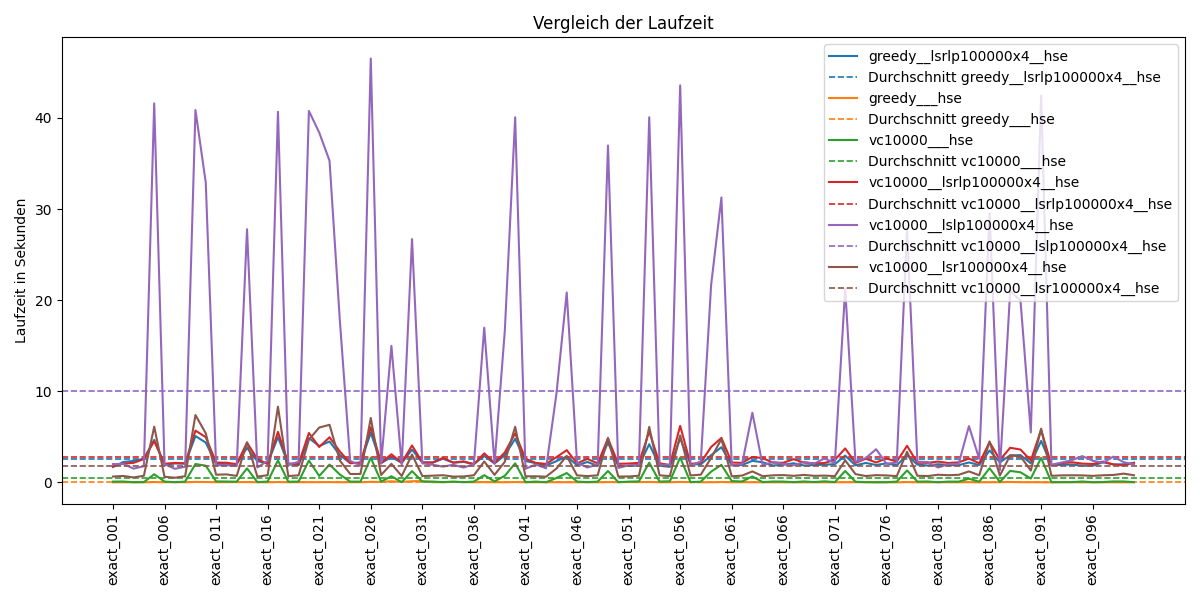 Vergleich der Laufzeit
Laufzeit in Sekunden
40
30
20
10
0
greedy__lsrlp100000x4__hse
Durchschnitt greedy__lsrlp100000x4__hse
greedy___hse
Durchschnitt greedy___hse
vc10000___hse
Durchschnitt vc10000___hse
vc10000__lsrlp100000x4__hse
Durchschnitt vc10000__lsrlp100000x4__hse
vc10000__lslp100000x4__hse
Durchschnitt vc10000__lslp100000x4__hse
vc10000__lsr100000x4__hse
Durchschnitt vc10000__lsr100000x4__hse
exact_001
exact_006
exact_011
exact_016
exact_021
exact_026
exact_031
exact_036
exact_041
exact_046
exact_051
exact_056
exact_061
exact_066
exact_071
exact_076
exact_081
exact_086
exact_091
exact_096